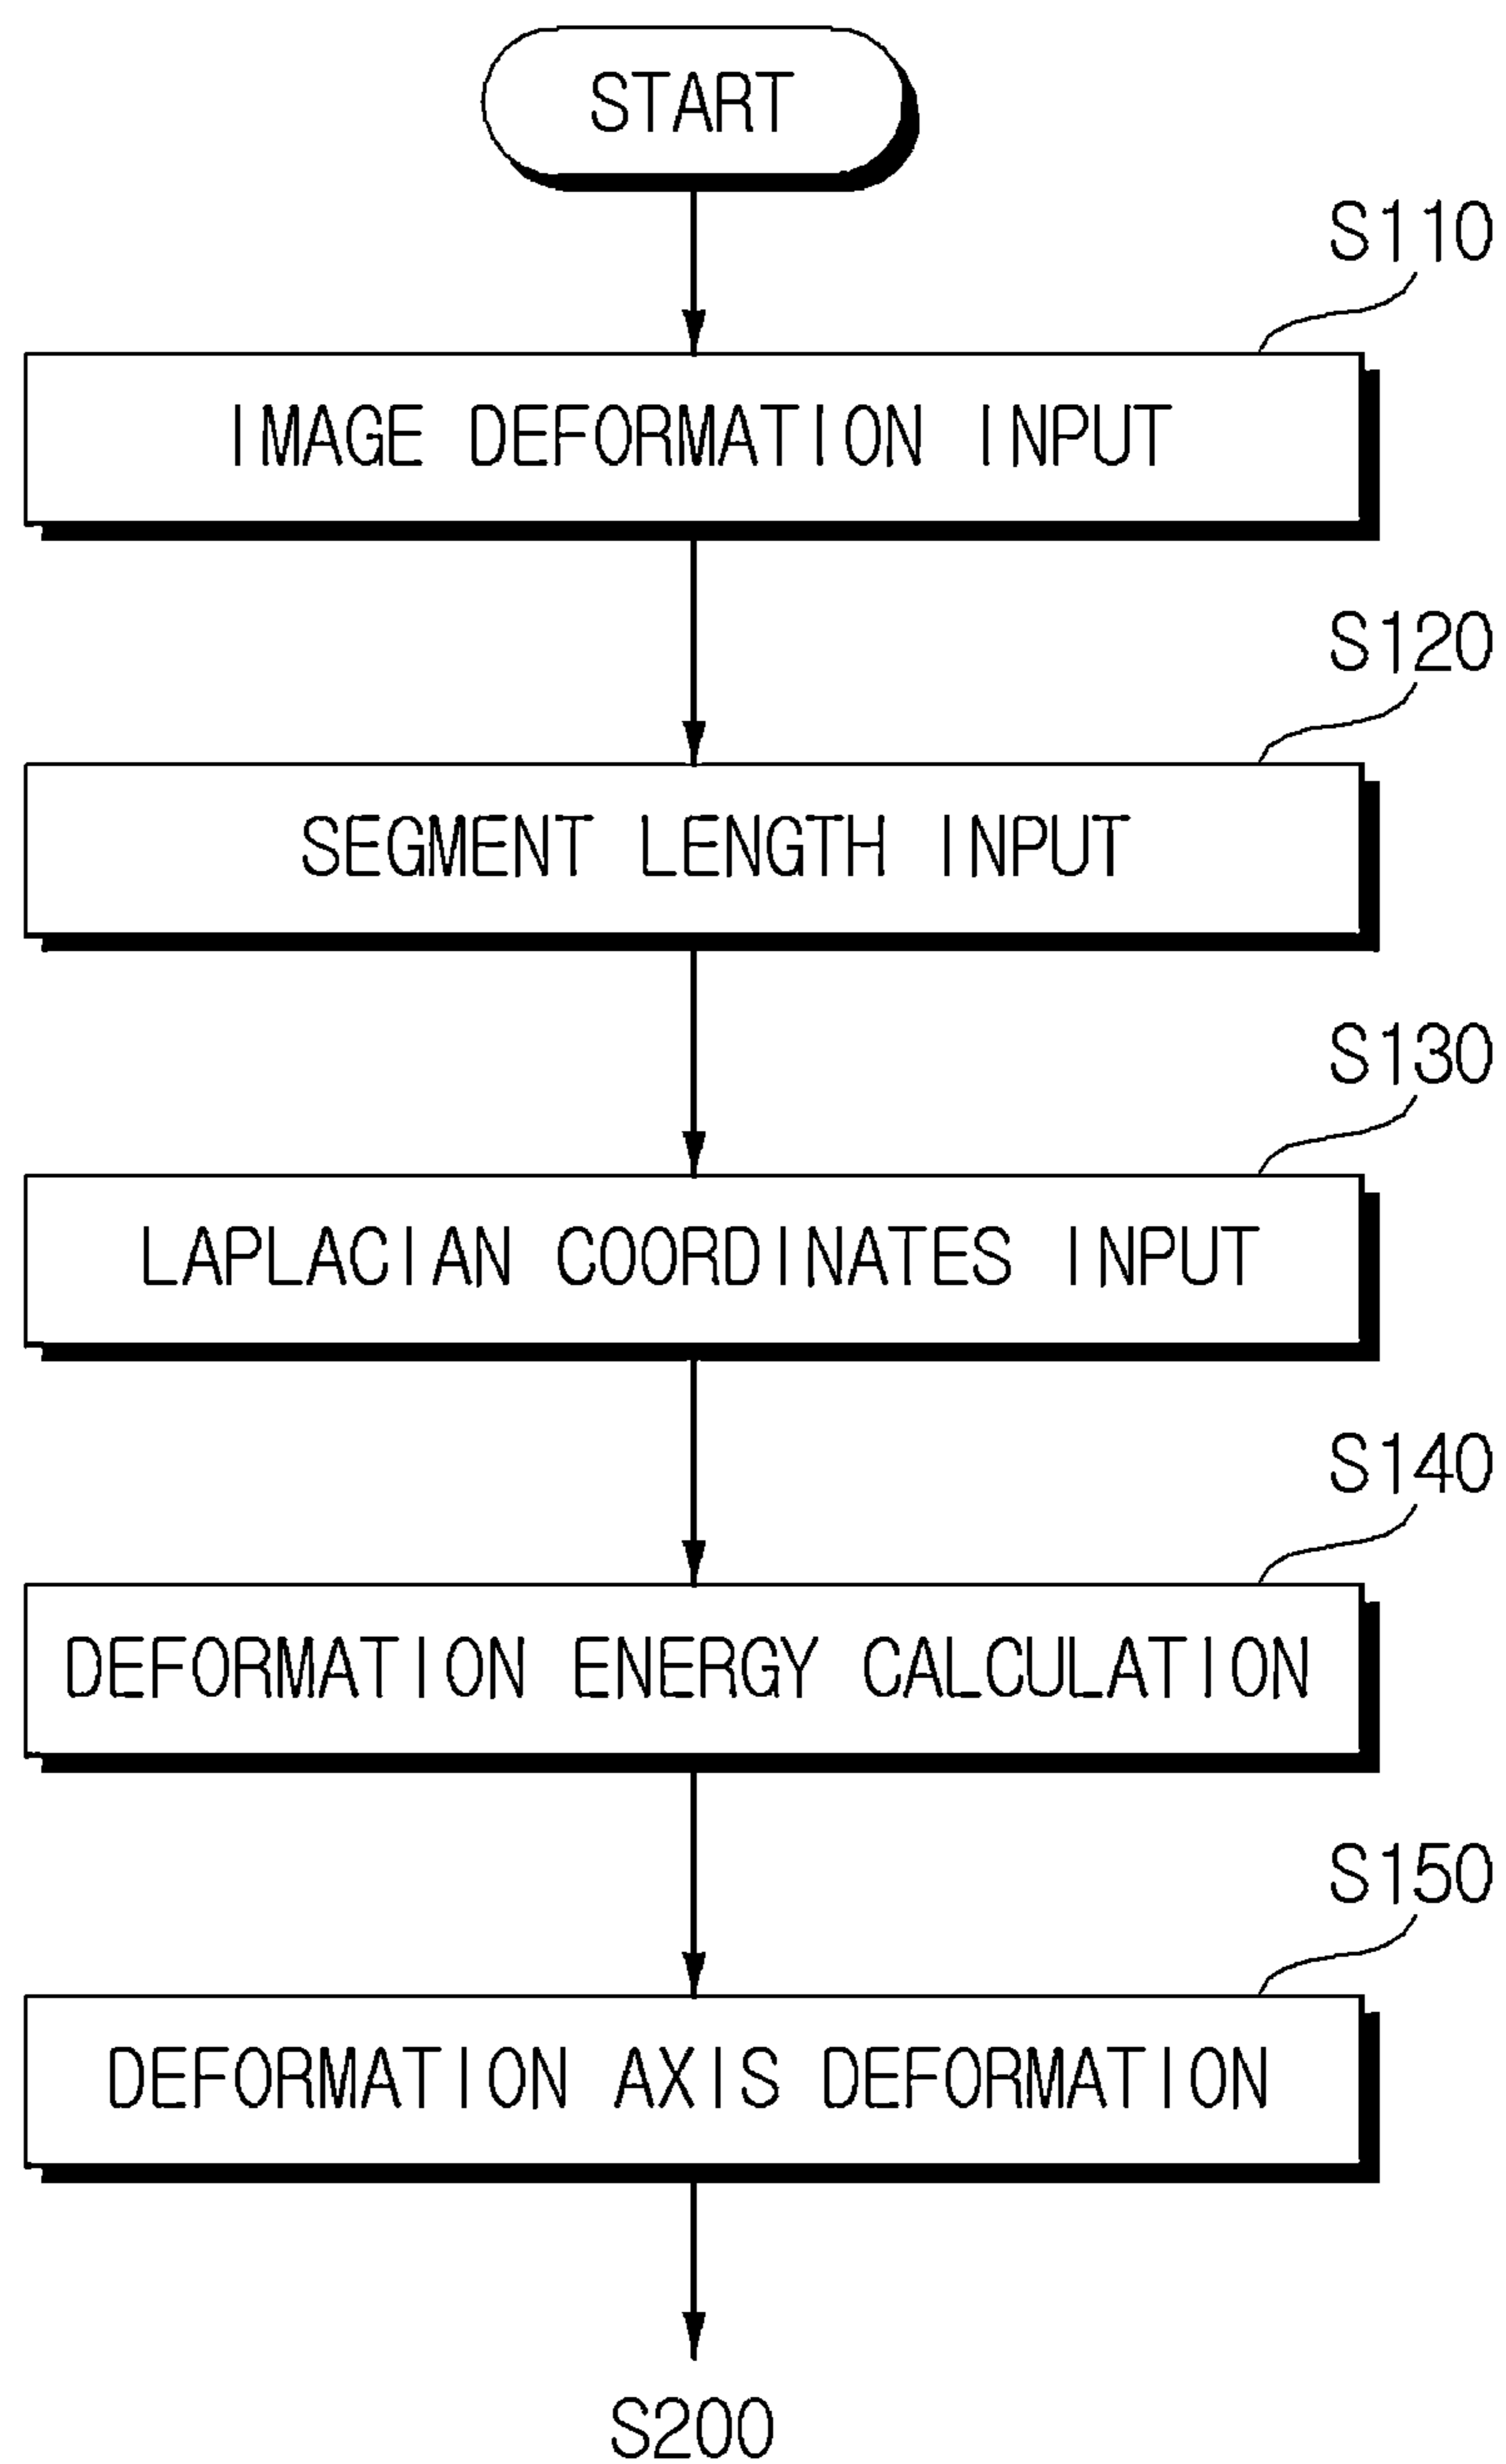 START
S110
IMAGE DEFORMATION INPUT
S120
SEGMENT LENGTH INPUT
S130
LAPLACIAN COORDINATES INPUT
S140
DEFORMATION ENERGY CALCULATION
S150
DEFORMATION AXIS DEFORMATION
S200